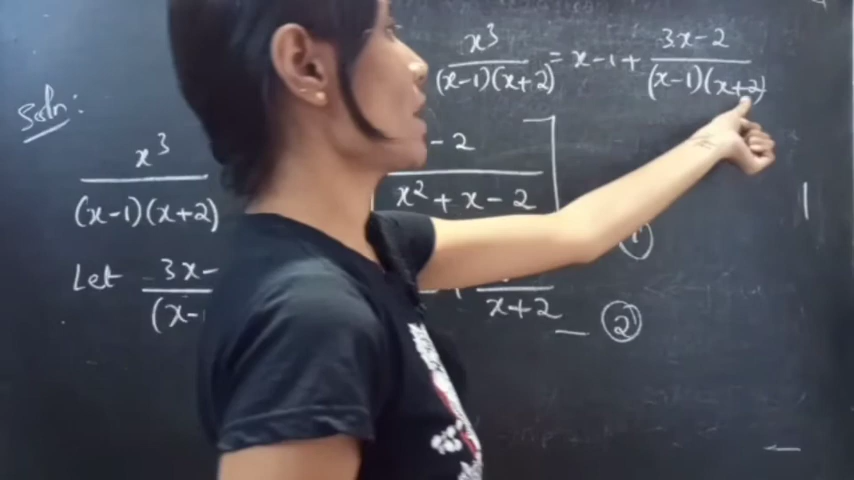 x³/((x-1)(x+2)) = x-1 + (3x-2)/((x-1)(x+2))
Soln:
x³/((x-1)(x+2)) -2/(x²+x-2)
①
Let 3x-/(x- /(x+2) — ②